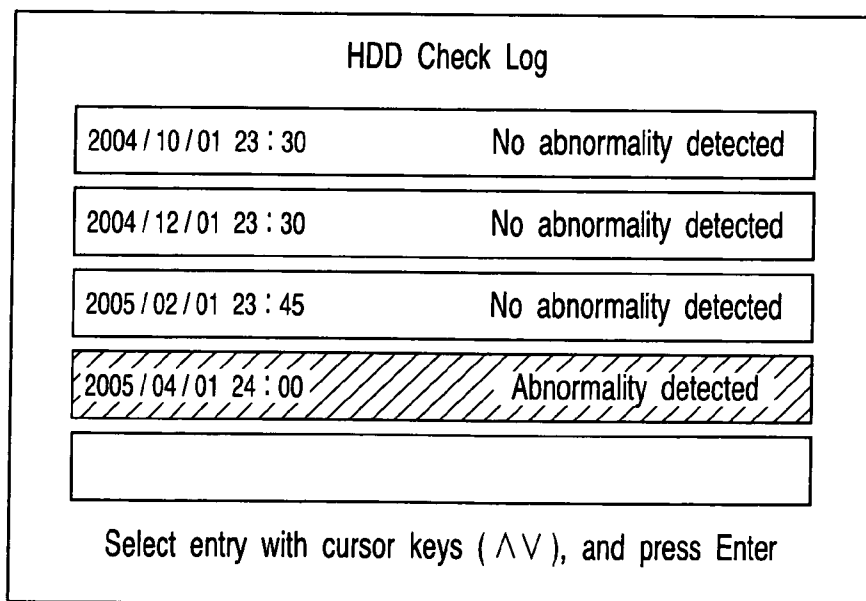 HDD Check Log
2004/10/01 23:30 No abnormality detected
2004/12/01 23:30 No abnormality detected
2005/02/01 23:45 No abnormality detected
2005/04/01 24:00 Abnormality detected
Select entry with cursor keys (∧∨), and press Enter